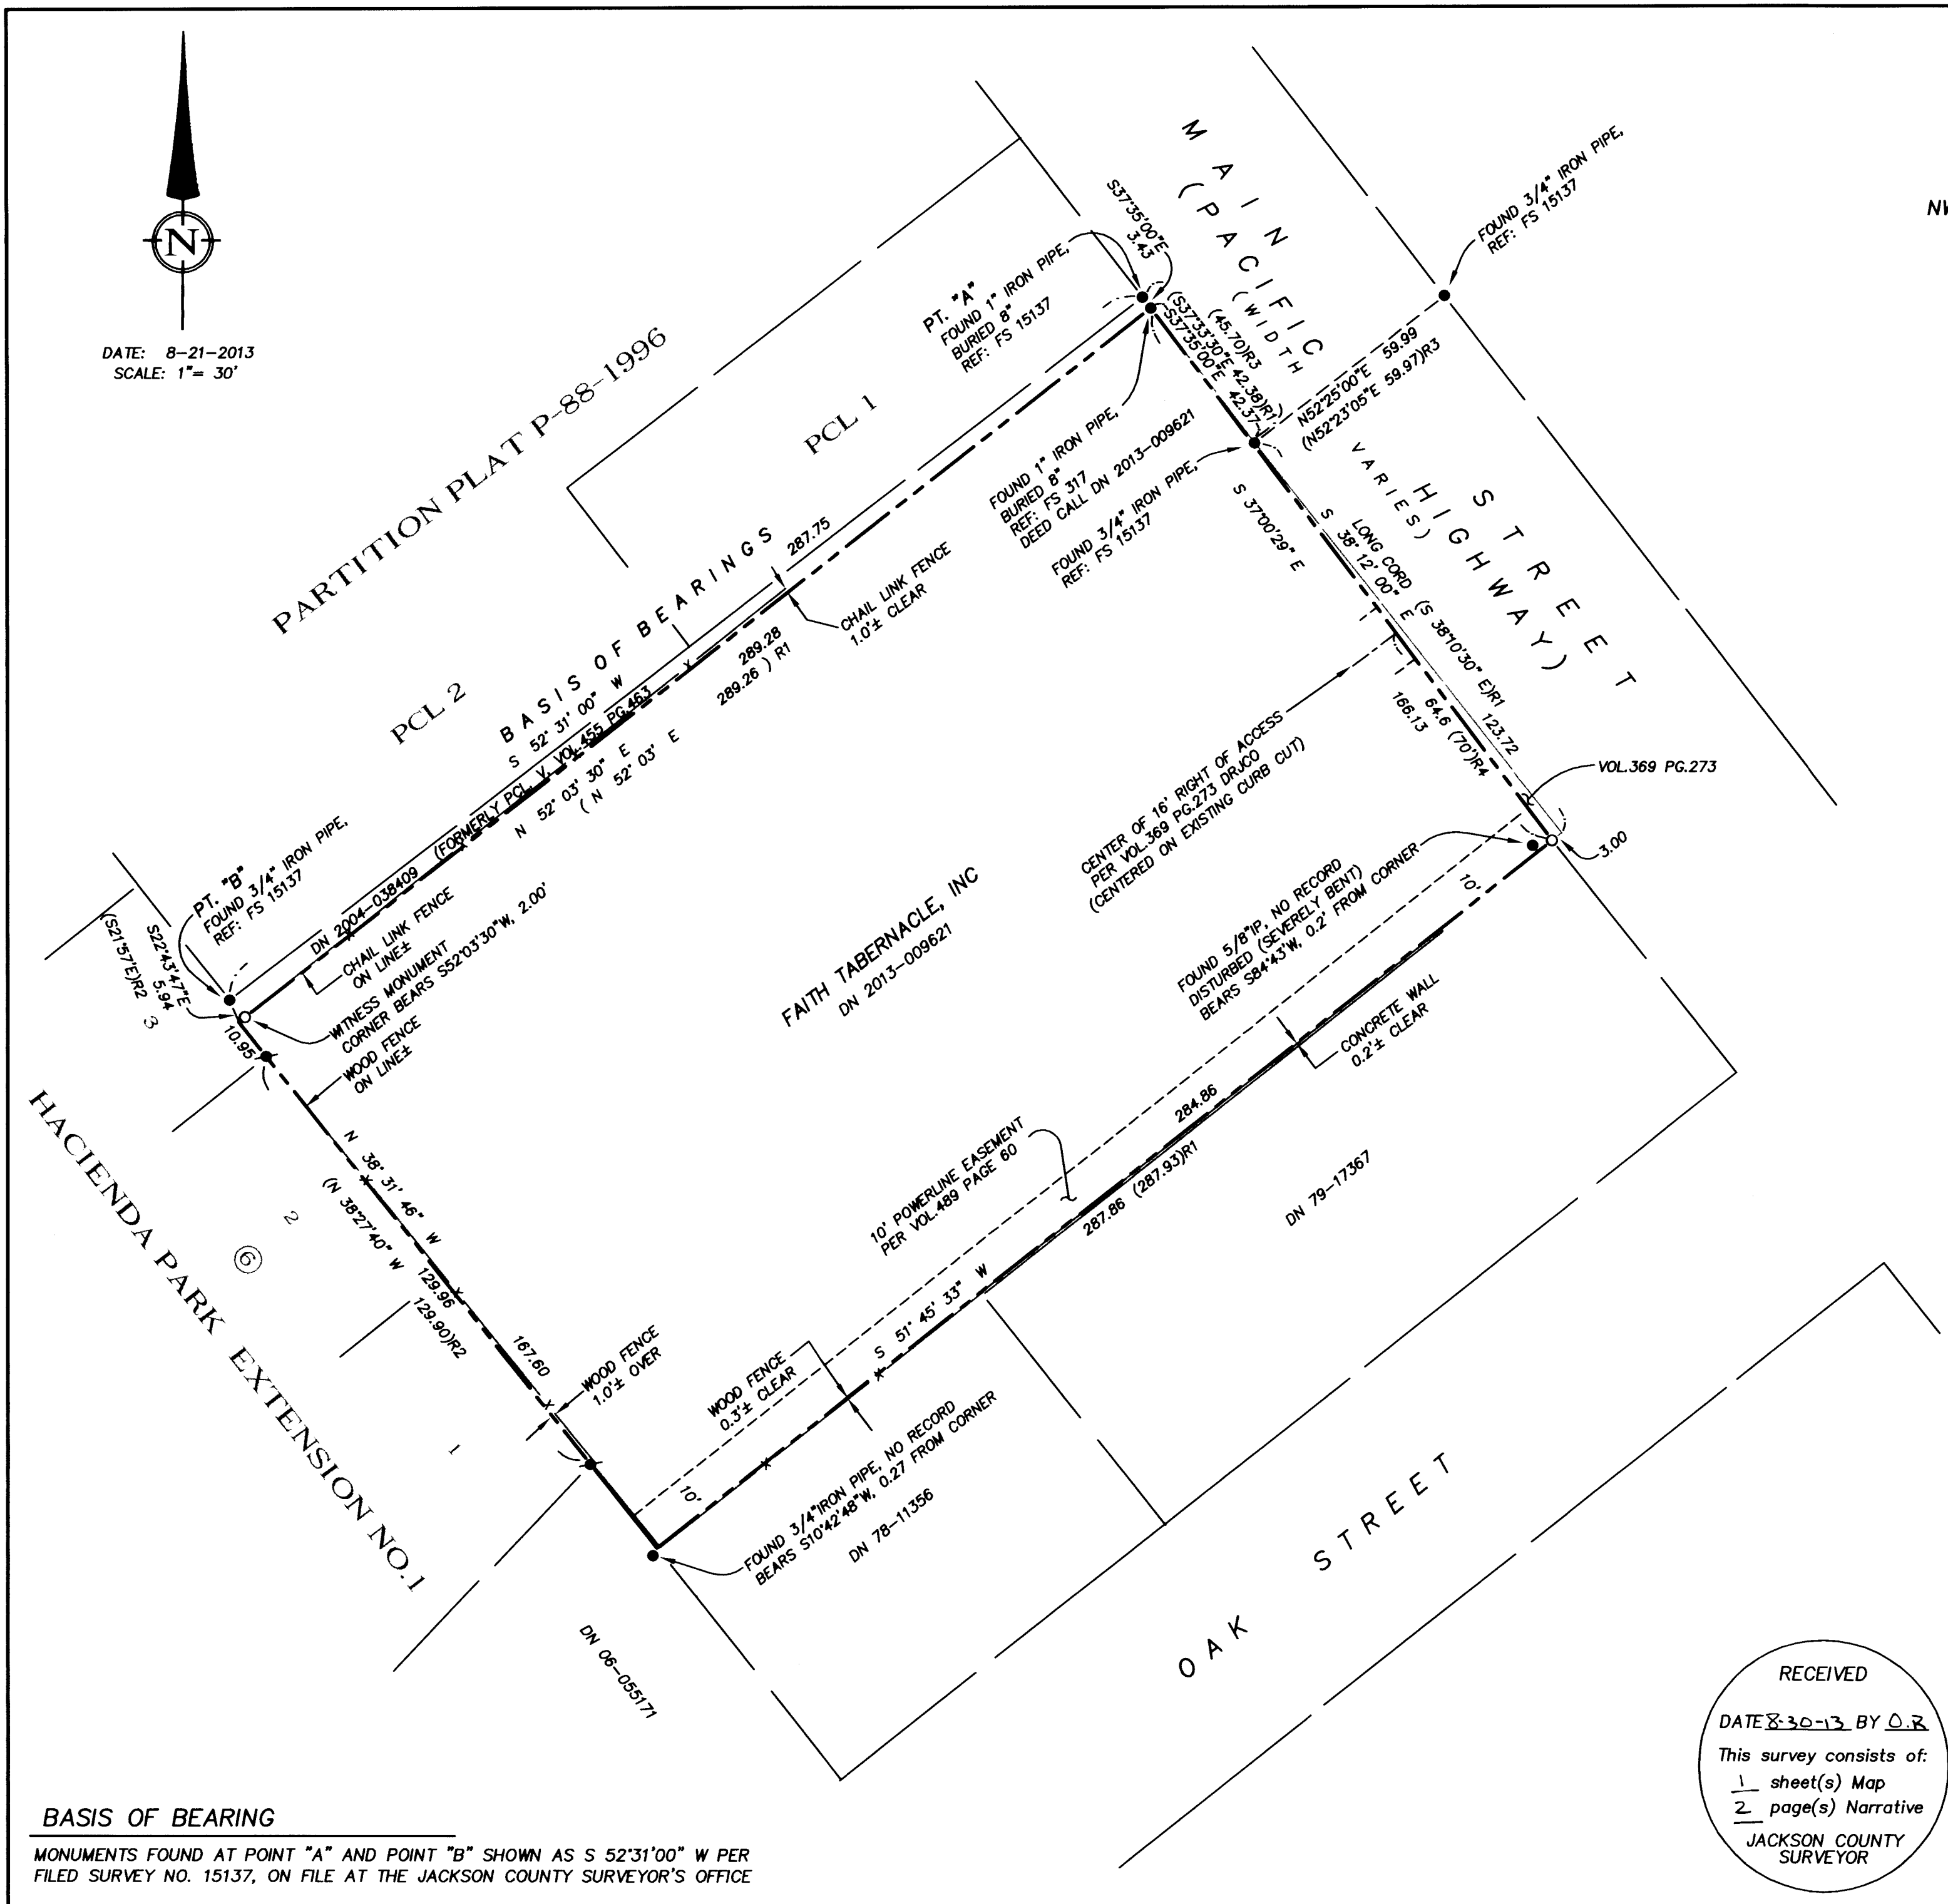 N
DATE: 8-21-2013
SCALE: 1"= 30'
PARTITION PLAT P-88-1996
PCL 1
PCL 2
MAIN STREET
(PACIFIC HIGHWAY)
(WIDTH VARIES)
FOUND 3/4" IRON PIPE,
REF: FS 15137
NW
S37°35'00"E
3.43
PT. "A"
FOUND 1" IRON PIPE,
BURIED 8"
REF: FS 15137
(S37°33'30"E 42.38)R1
(45.70)R3
S37°35'00"E 42.37
N52°25'00"E 59.99
(N52°23'05"E 59.97)R3
FOUND 1" IRON PIPE,
BURIED 8"
REF: FS 317
DEED CALL DN 2013-009621
FOUND 3/4" IRON PIPE,
REF: FS 15137
S 37°00'29" E
LONG CORD (S 38°10'30" E)R1
S 38° 12' 00" E
123.72
64.6 (70')R4
166.13
VOL.369 PG.273
3.00
BASIS OF BEARINGS
S 52° 31' 00" W
287.75
CHAIL LINK FENCE
1.0'± CLEAR
289.28
289.26 ) R1
N 52° 03' 30" E
( N 52° 03' E
DN 2004-038409 (FORMERLY PCL. V, VOL.455 PG.463
PT. "B"
FOUND 3/4" IRON PIPE,
REF: FS 15137
CHAIL LINK FENCE
ON LINE±
WITNESS MONUMENT
CORNER BEARS S52°03'30"W, 2.00'
WOOD FENCE
ON LINE±
S22°43'47"E
5.94
(S21°57'E)R2
3
10.95
CENTER OF 16' RIGHT OF ACCESS
PER VOL.369 PG.273 DRJCO
(CENTERED ON EXISTING CURB CUT)
FAITH TABERNACLE, INC
DN 2013-009621
FOUND 5/8"IP, NO RECORD
DISTURBED (SEVERELY BENT)
BEARS S84°43'W, 0.2' FROM CORNER
10'
CONCRETE WALL
0.2'± CLEAR
284.86
287.86 (287.93)R1
10' POWERLINE EASEMENT
PER VOL.489 PAGE 60
DN 79-17367
HACIENDA PARK EXTENSION NO.1
2
6
1
N 38° 31' 46" W 129.96
(N 38°27'40" W 129.90)R2
167.60
WOOD FENCE
1.0'± OVER
WOOD FENCE
0.3'± CLEAR
S 51° 45' 33" W
10'
FOUND 3/4"IRON PIPE, NO RECORD
BEARS S10°42'48"W, 0.27 FROM CORNER
DN 78-11356
DN 06-055171
OAK STREET
BASIS OF BEARING
MONUMENTS FOUND AT POINT "A" AND POINT "B" SHOWN AS S 52°31'00" W PER
FILED SURVEY NO. 15137, ON FILE AT THE JACKSON COUNTY SURVEYOR'S OFFICE
RECEIVED
DATE 8-30-13 BY O.R
This survey consists of:
1 sheet(s) Map
2 page(s) Narrative
JACKSON COUNTY
SURVEYOR